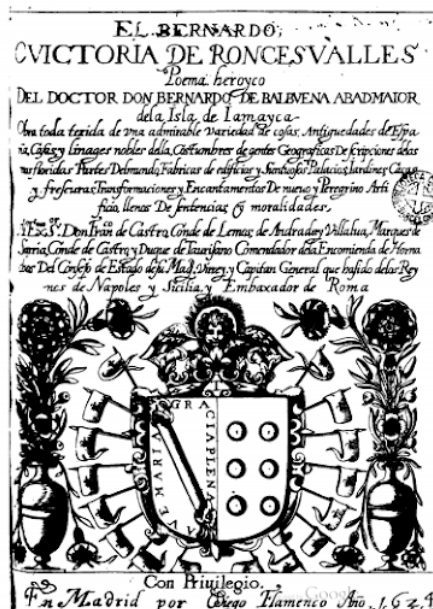 EL BERNARDO,
O VICTORIA DE RONCESVALLES
Poema heroyco
DEL DOCTOR DON BERNARDO DE BALBVENA ABAD MAIOR
de la Isla de Iamayca
Obra toda texida de vna admirable variedad de cosas, Antiguedades de Espa
ña, Casas, y linages nobles della, Costumbres de gentes Geograficas Descripciones de las
mas floridas Partes Del mundo, Fabricas de edificios y Suntuosos Palacios, Iardines, Caças
y frescuras, Transformaciones y Encantamentos De nuevo y Peregrino Arti
ficio, llenos De sentencias, y moralidades.
Don Fran.co de Castro, Conde de Lemos, de Andrade, y Villalua, Marques de
Sarria, Conde de Castro, y Duque de Taurisano Comendador de la Encomienda de Horna
bos Del Consejo de Estado de su Mag. Virrey, y Capitan General que ha sido de los Rey
nes de Napoles y Sicilia, y Embaxador de Roma
AVE MARIA GRACIA PLENA
Con Priuilegio.
En Madrid por Diego Flamenco Año, 1624
Google